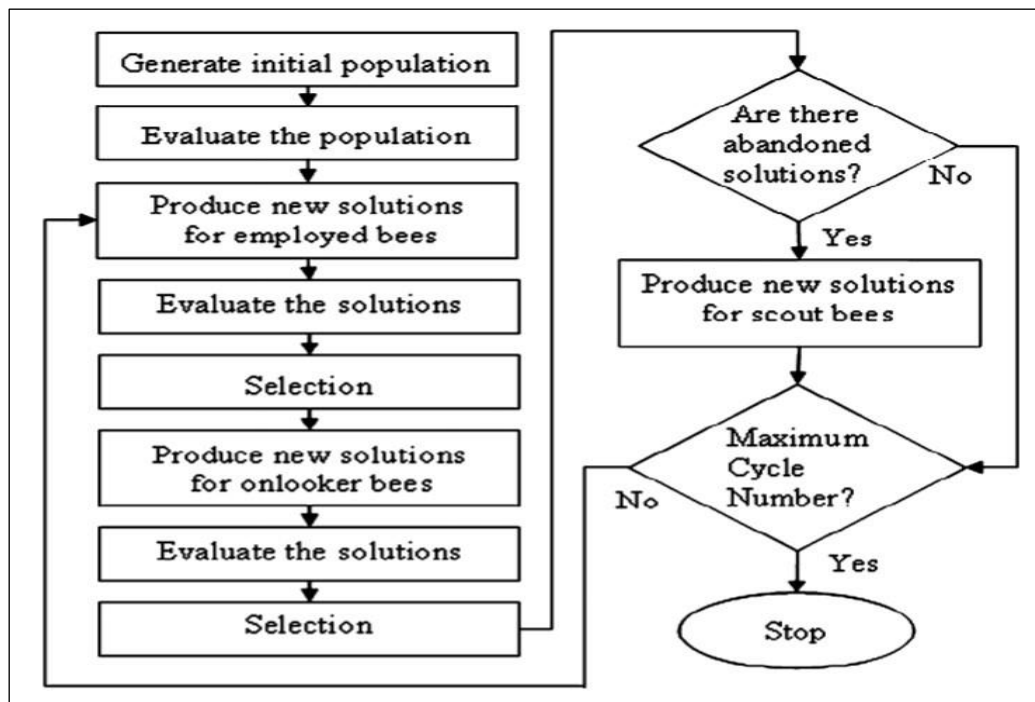 Generate initial population
Evaluate the population
Produce new solutions
for employed bees
Evaluate the solutions
Selection
Produce new solutions
for onlooker bees
Evaluate the solutions
Selection
Are there
abandoned
solutions?
No
Yes
Produce new solutions
for scout bees
Maximum
Cycle
Number?
No
Yes
Stop